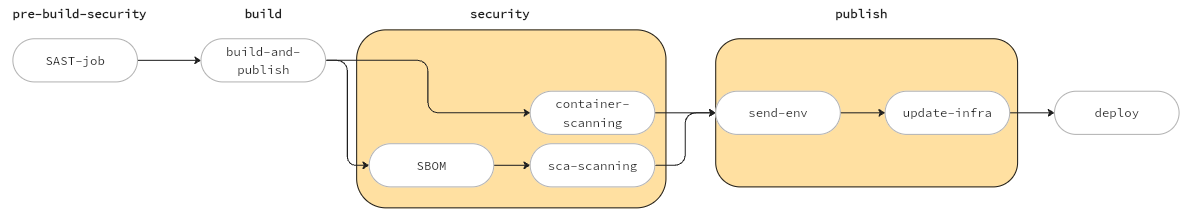 pre-build-security
build
security
publish
SAST-job
build-and-
publish
container-
scanning
SBOM
sca-scanning
send-env
update-infra
deploy